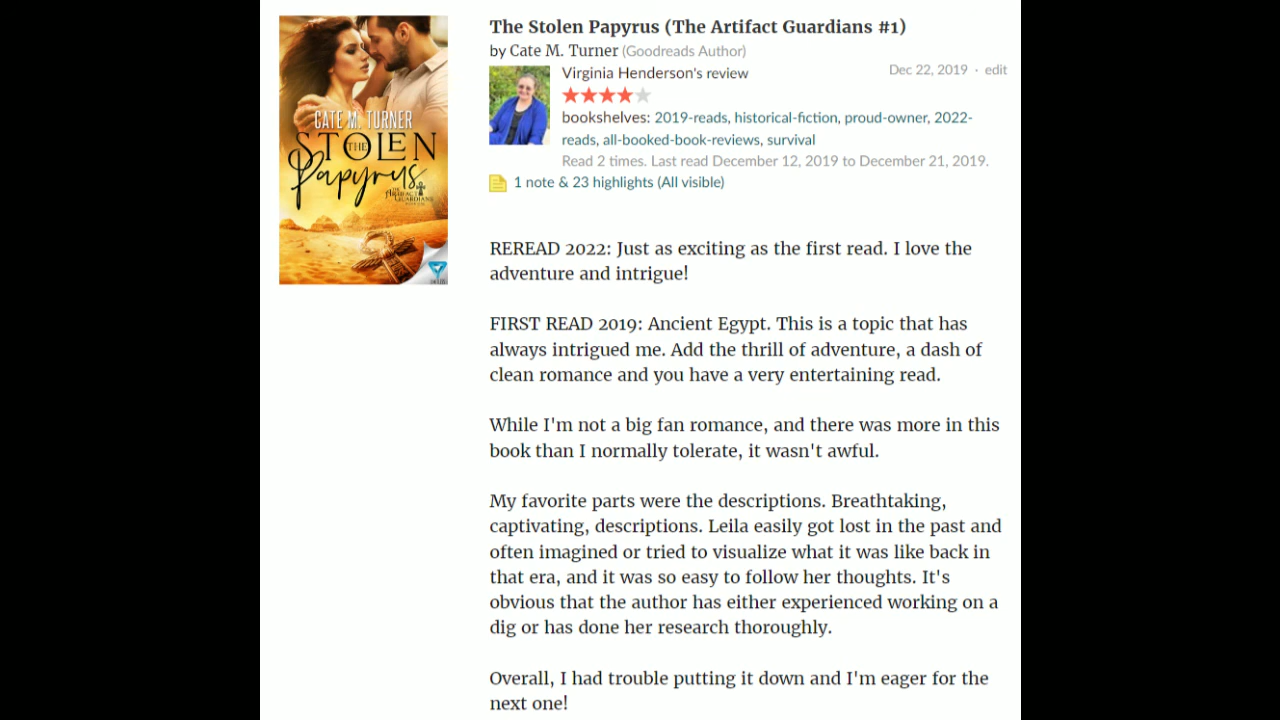 The Stolen Papyrus (The Artifact Guardians #1)
by Cate M. Turner (Goodreads Author)
Virginia Henderson's review
Dec 22, 2019 · edit
bookshelves: 2019-reads, historical-fiction, proud-owner, 2022-
reads, all-booked-book-reviews, survival
Read 2 times. Last read December 12, 2019 to December 21, 2019.
1 note & 23 highlights (All visible)
CATE M. TURNER
THE
STOLEN
Papyrus
THE
ARTIFACT
GUARDIANS
REREAD 2022: Just as exciting as the first read. I love the
adventure and intrigue!
FIRST READ 2019: Ancient Egypt. This is a topic that has
always intrigued me. Add the thrill of adventure, a dash of
clean romance and you have a very entertaining read.
While I'm not a big fan romance, and there was more in this
book than I normally tolerate, it wasn't awful.
My favorite parts were the descriptions. Breathtaking,
captivating, descriptions. Leila easily got lost in the past and
often imagined or tried to visualize what it was like back in
that era, and it was so easy to follow her thoughts. It's
obvious that the author has either experienced working on a
dig or has done her research thoroughly.
Overall, I had trouble putting it down and I'm eager for the
next one!